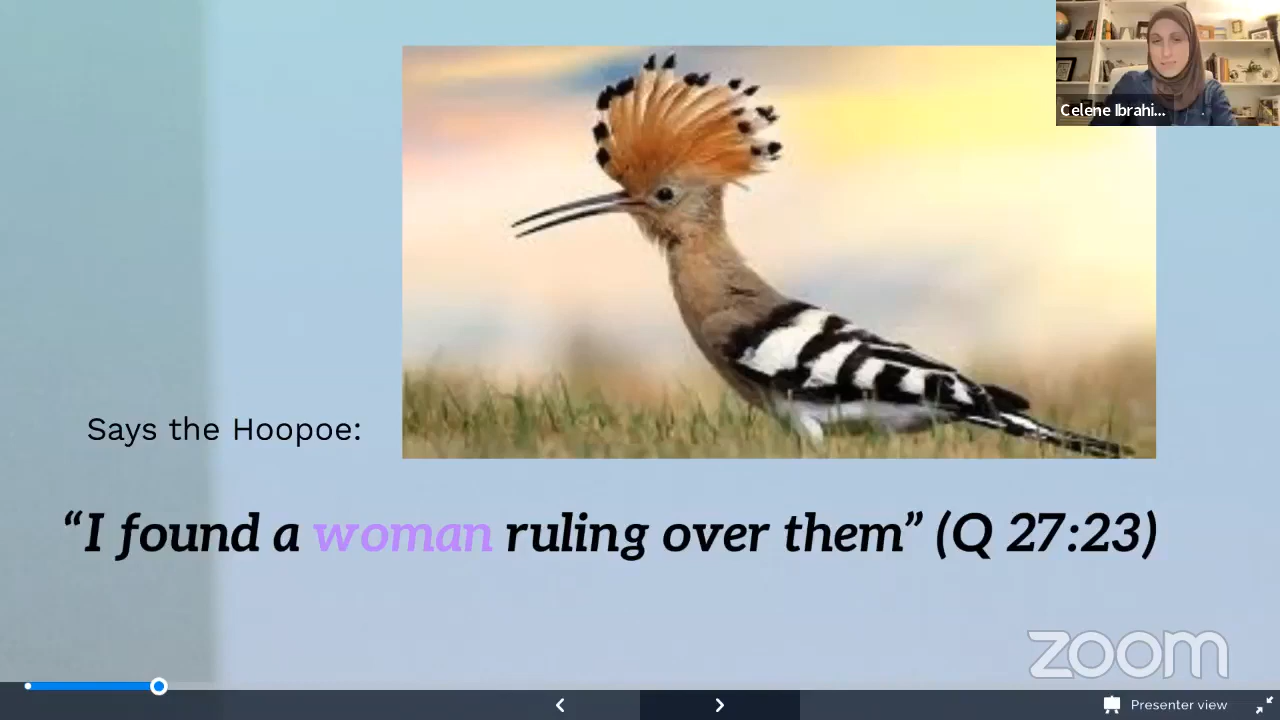 Celene Ibrahi...
Says the Hoopoe:
“I found a woman ruling over them” (Q 27:23)
zoom
Presenter view